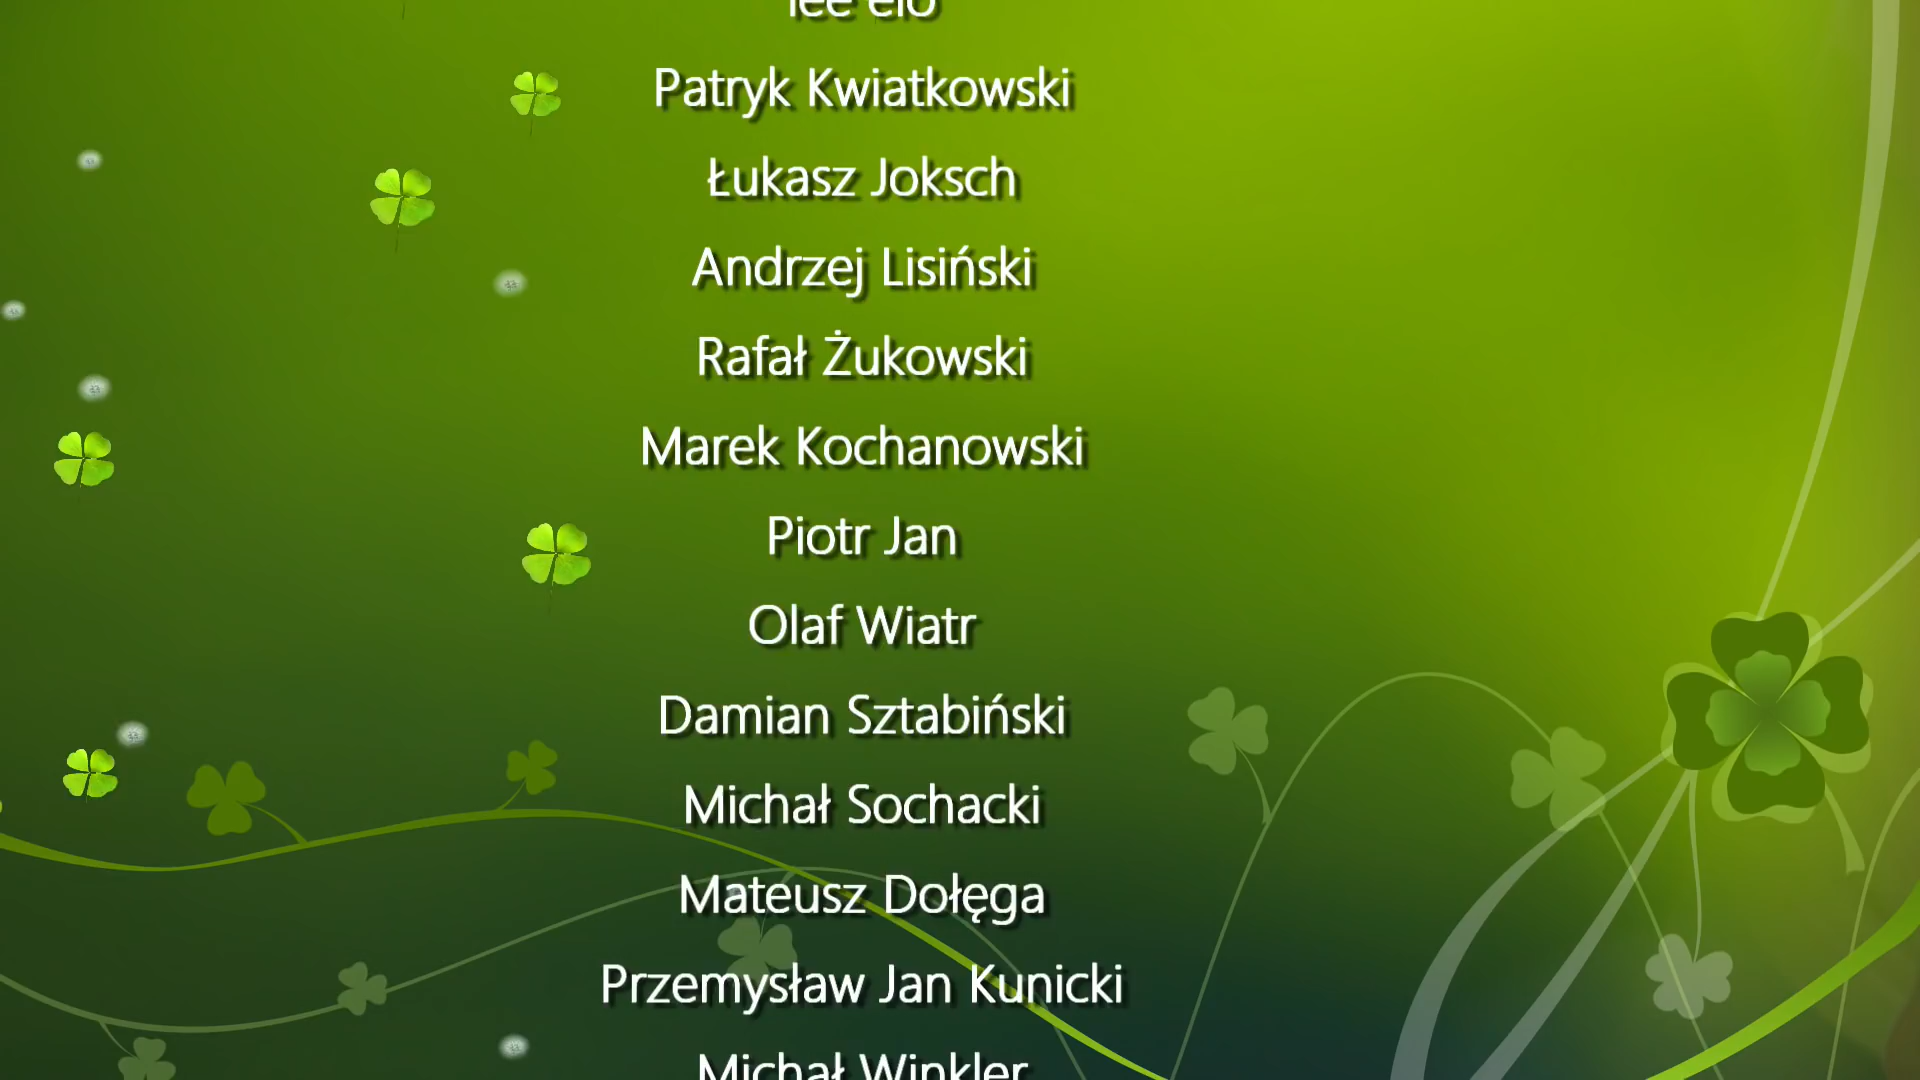 Patryk Kwiatkowski
Łukasz Joksch
Andrzej Lisiński
Rafał Żukowski
Marek Kochanowski
Piotr Jan
Olaf Wiatr
Damian Sztabiński
Michał Sochacki
Mateusz Dołęga
Przemysław Jan Kunicki
Michał Winkler